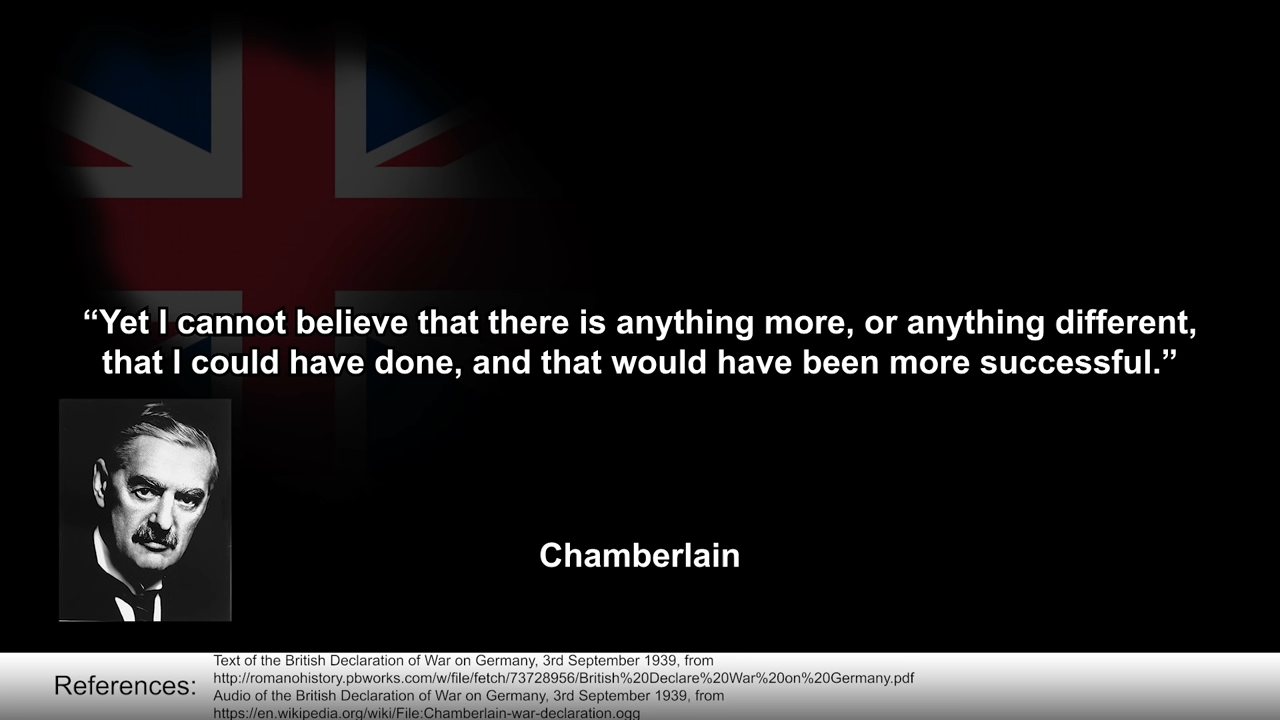 “Yet I cannot believe that there is anything more, or anything different,
that I could have done, and that would have been more successful.”
Chamberlain
References:
Text of the British Declaration of War on Germany, 3rd September 1939, from
http://romanohistory.pbworks.com/w/file/fetch/73728956/British%20Declare%20War%20on%20Germany.pdf
Audio of the British Declaration of War on Germany, 3rd September 1939, from
https://en.wikipedia.org/wiki/File:Chamberlain-war-declaration.ogg